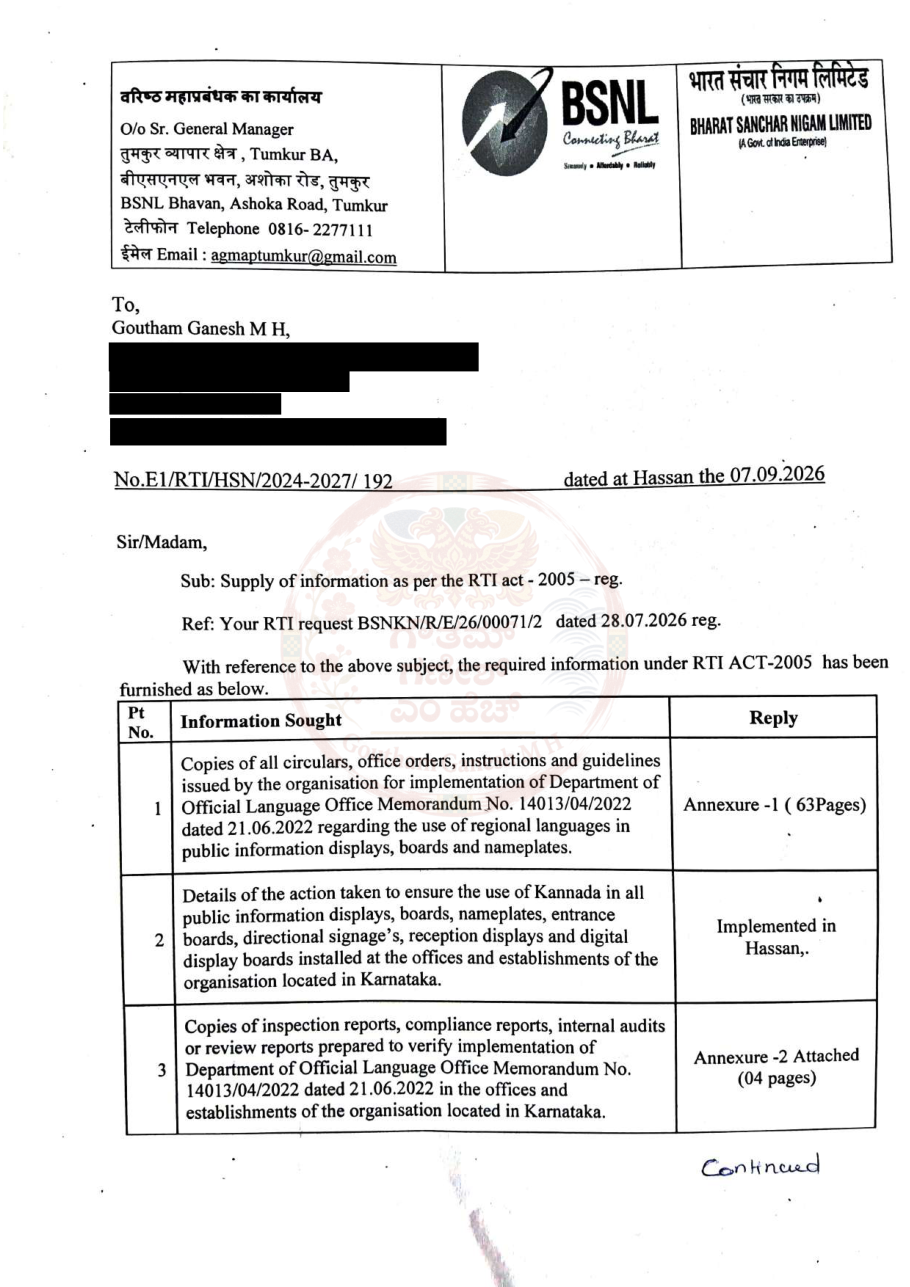 वरिष्ठ महाप्रबंधक का कार्यालय
O/o Sr. General Manager
तुमकुर व्यापार क्षेत्र , Tumkur BA,
बीएसएनएल भवन, अशोका रोड, तुमकुर
BSNL Bhavan, Ashoka Road, Tumkur
टेलीफोन Telephone 0816- 2277111
ईमेल Email : agmaptumkur@gmail.com
BSNL
Connecting Bharat
Securely • Affordably • Reliably
भारत संचार निगम लिमिटेड
(भारत सरकार का उपक्रम)
BHARAT SANCHAR NIGAM LIMITED
(A Govt. of India Enterprise)
To,
Goutham Ganesh M H,
No.E1/RTI/HSN/2024-2027/ 192 dated at Hassan the 07.09.2026
Sir/Madam,
Sub: Supply of information as per the RTI act - 2005 – reg.
Ref: Your RTI request BSNKN/R/E/26/00071/2 dated 28.07.2026 reg.
With reference to the above subject, the required information under RTI ACT-2005 has been
furnished as below.
ಗೌತಮ್
ಗಣೇಶ್
ಎಂ ಹೆಚ್
Goutham Ganesh M H
Pt
No.
Information Sought
Reply
1
Copies of all circulars, office orders, instructions and guidelines
issued by the organisation for implementation of Department of
Official Language Office Memorandum No. 14013/04/2022
dated 21.06.2022 regarding the use of regional languages in
public information displays, boards and nameplates.
Annexure -1 ( 63Pages)
2
Details of the action taken to ensure the use of Kannada in all
public information displays, boards, nameplates, entrance
boards, directional signage's, reception displays and digital
display boards installed at the offices and establishments of the
organisation located in Karnataka.
Implemented in
Hassan,.
3
Copies of inspection reports, compliance reports, internal audits
or review reports prepared to verify implementation of
Department of Official Language Office Memorandum No.
14013/04/2022 dated 21.06.2022 in the offices and
establishments of the organisation located in Karnataka.
Annexure -2 Attached
(04 pages)
Continued